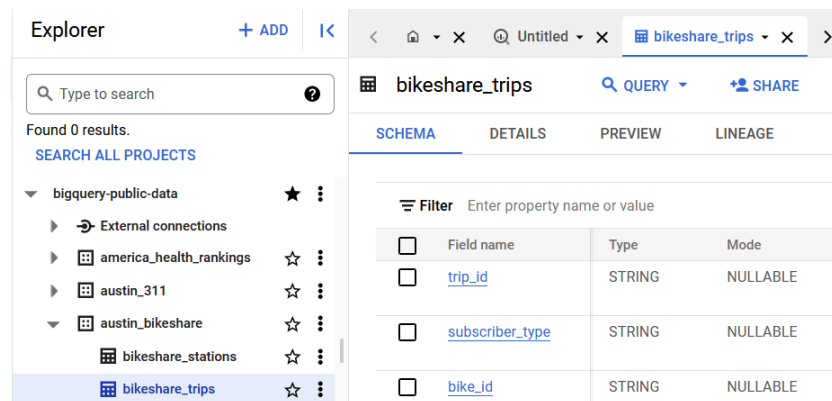 Explorer
+ ADD
Untitled
bikeshare_trips
Type to search
Found 0 results.
SEARCH ALL PROJECTS
bigquery-public-data
External connections
america_health_rankings
austin_311
austin_bikeshare
bikeshare_stations
bikeshare_trips
bikeshare_trips
QUERY
SHARE
SCHEMA DETAILS PREVIEW LINEAGE
Filter Enter property name or value
Field name Type Mode
trip_id STRING NULLABLE
subscriber_type STRING NULLABLE
bike_id STRING NULLABLE